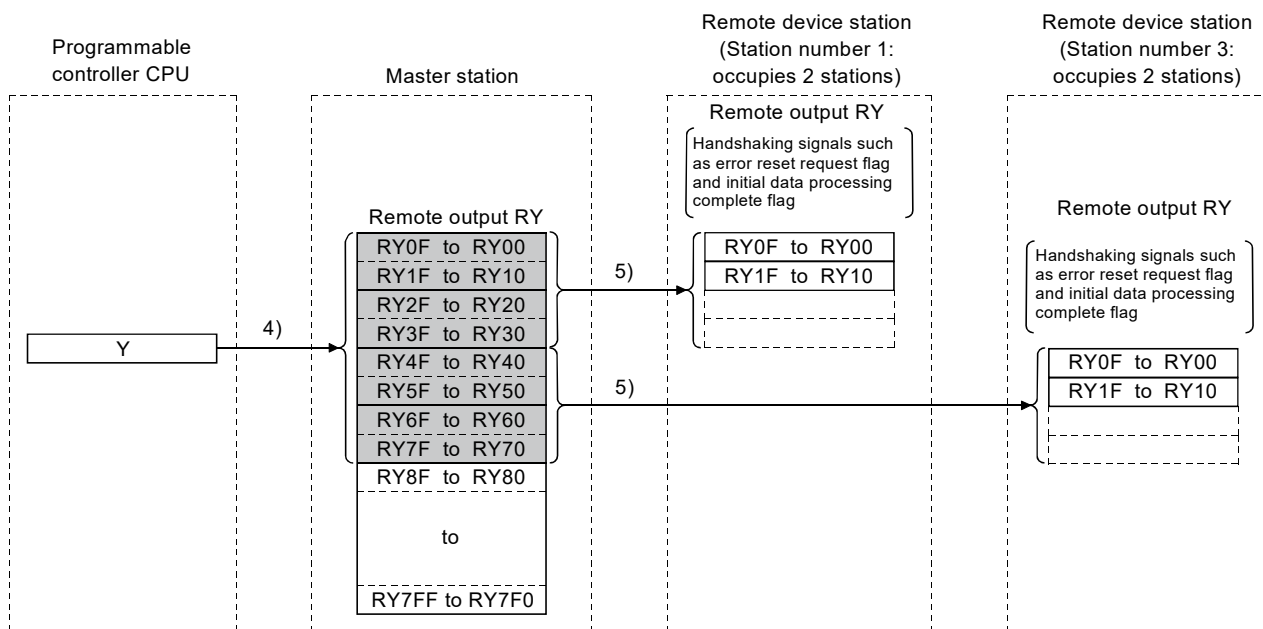 Programmable
controller CPU
Master station
Remote device station
(Station number 1:
occupies 2 stations)
Remote device station
(Station number 3:
occupies 2 stations)
Y
4)
Remote output RY
RY0F to RY00
RY1F to RY10
RY2F to RY20
RY3F to RY30
RY4F to RY40
RY5F to RY50
RY6F to RY60
RY7F to RY70
RY8F to RY80
to
RY7FF to RY7F0
5)
5)
Remote output RY
Handshaking signals such
as error reset request flag
and initial data processing
complete flag
RY0F to RY00
RY1F to RY10
Remote output RY
Handshaking signals such
as error reset request flag
and initial data processing
complete flag
RY0F to RY00
RY1F to RY10